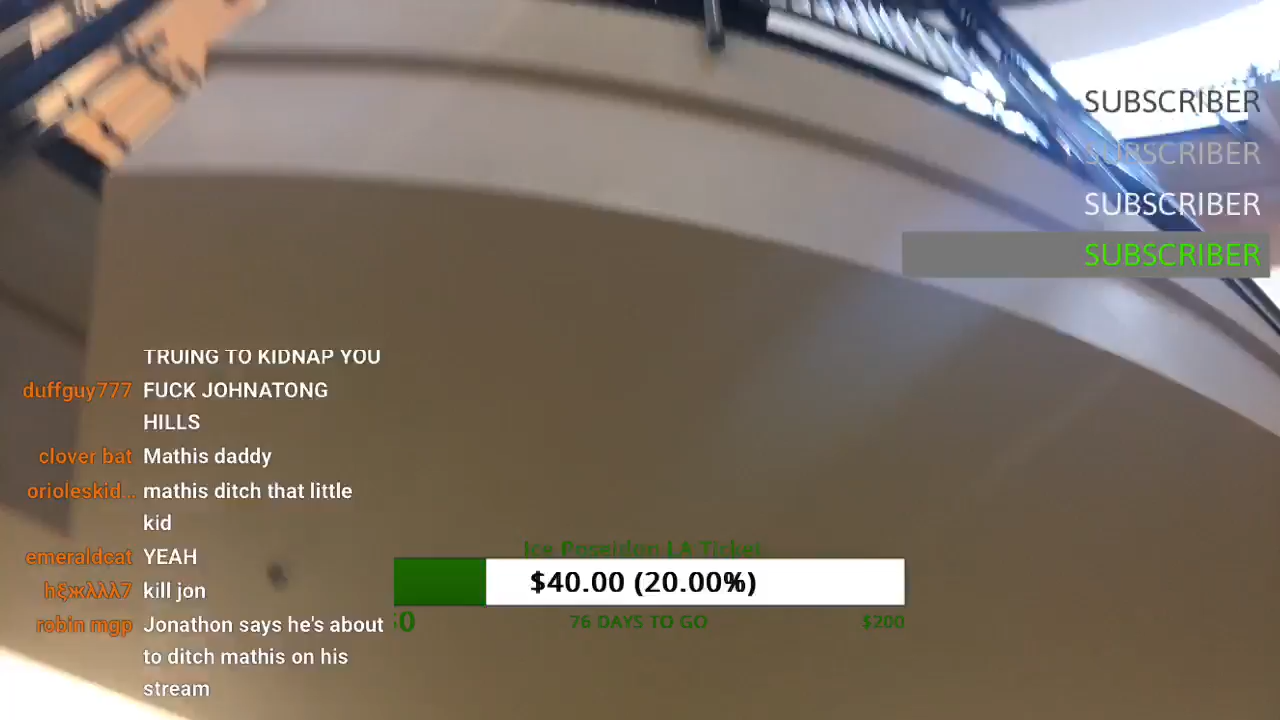 SUBSCRIBER
SUBSCRIBER
SUBSCRIBER
SUBSCRIBER
TRUING TO KIDNAP YOU
duffguy777 FUCK JOHNATONG
HILLS
clover bat Mathis daddy
orioleskid... mathis ditch that little
kid
emeraldcat YEAH
hξжλλλ7 kill jon
robin mgp Jonathon says he's about
to ditch mathis on his
stream
Ice Poseidon LA Ticket
$40.00 (20.00%)
$0 76 DAYS TO GO $200